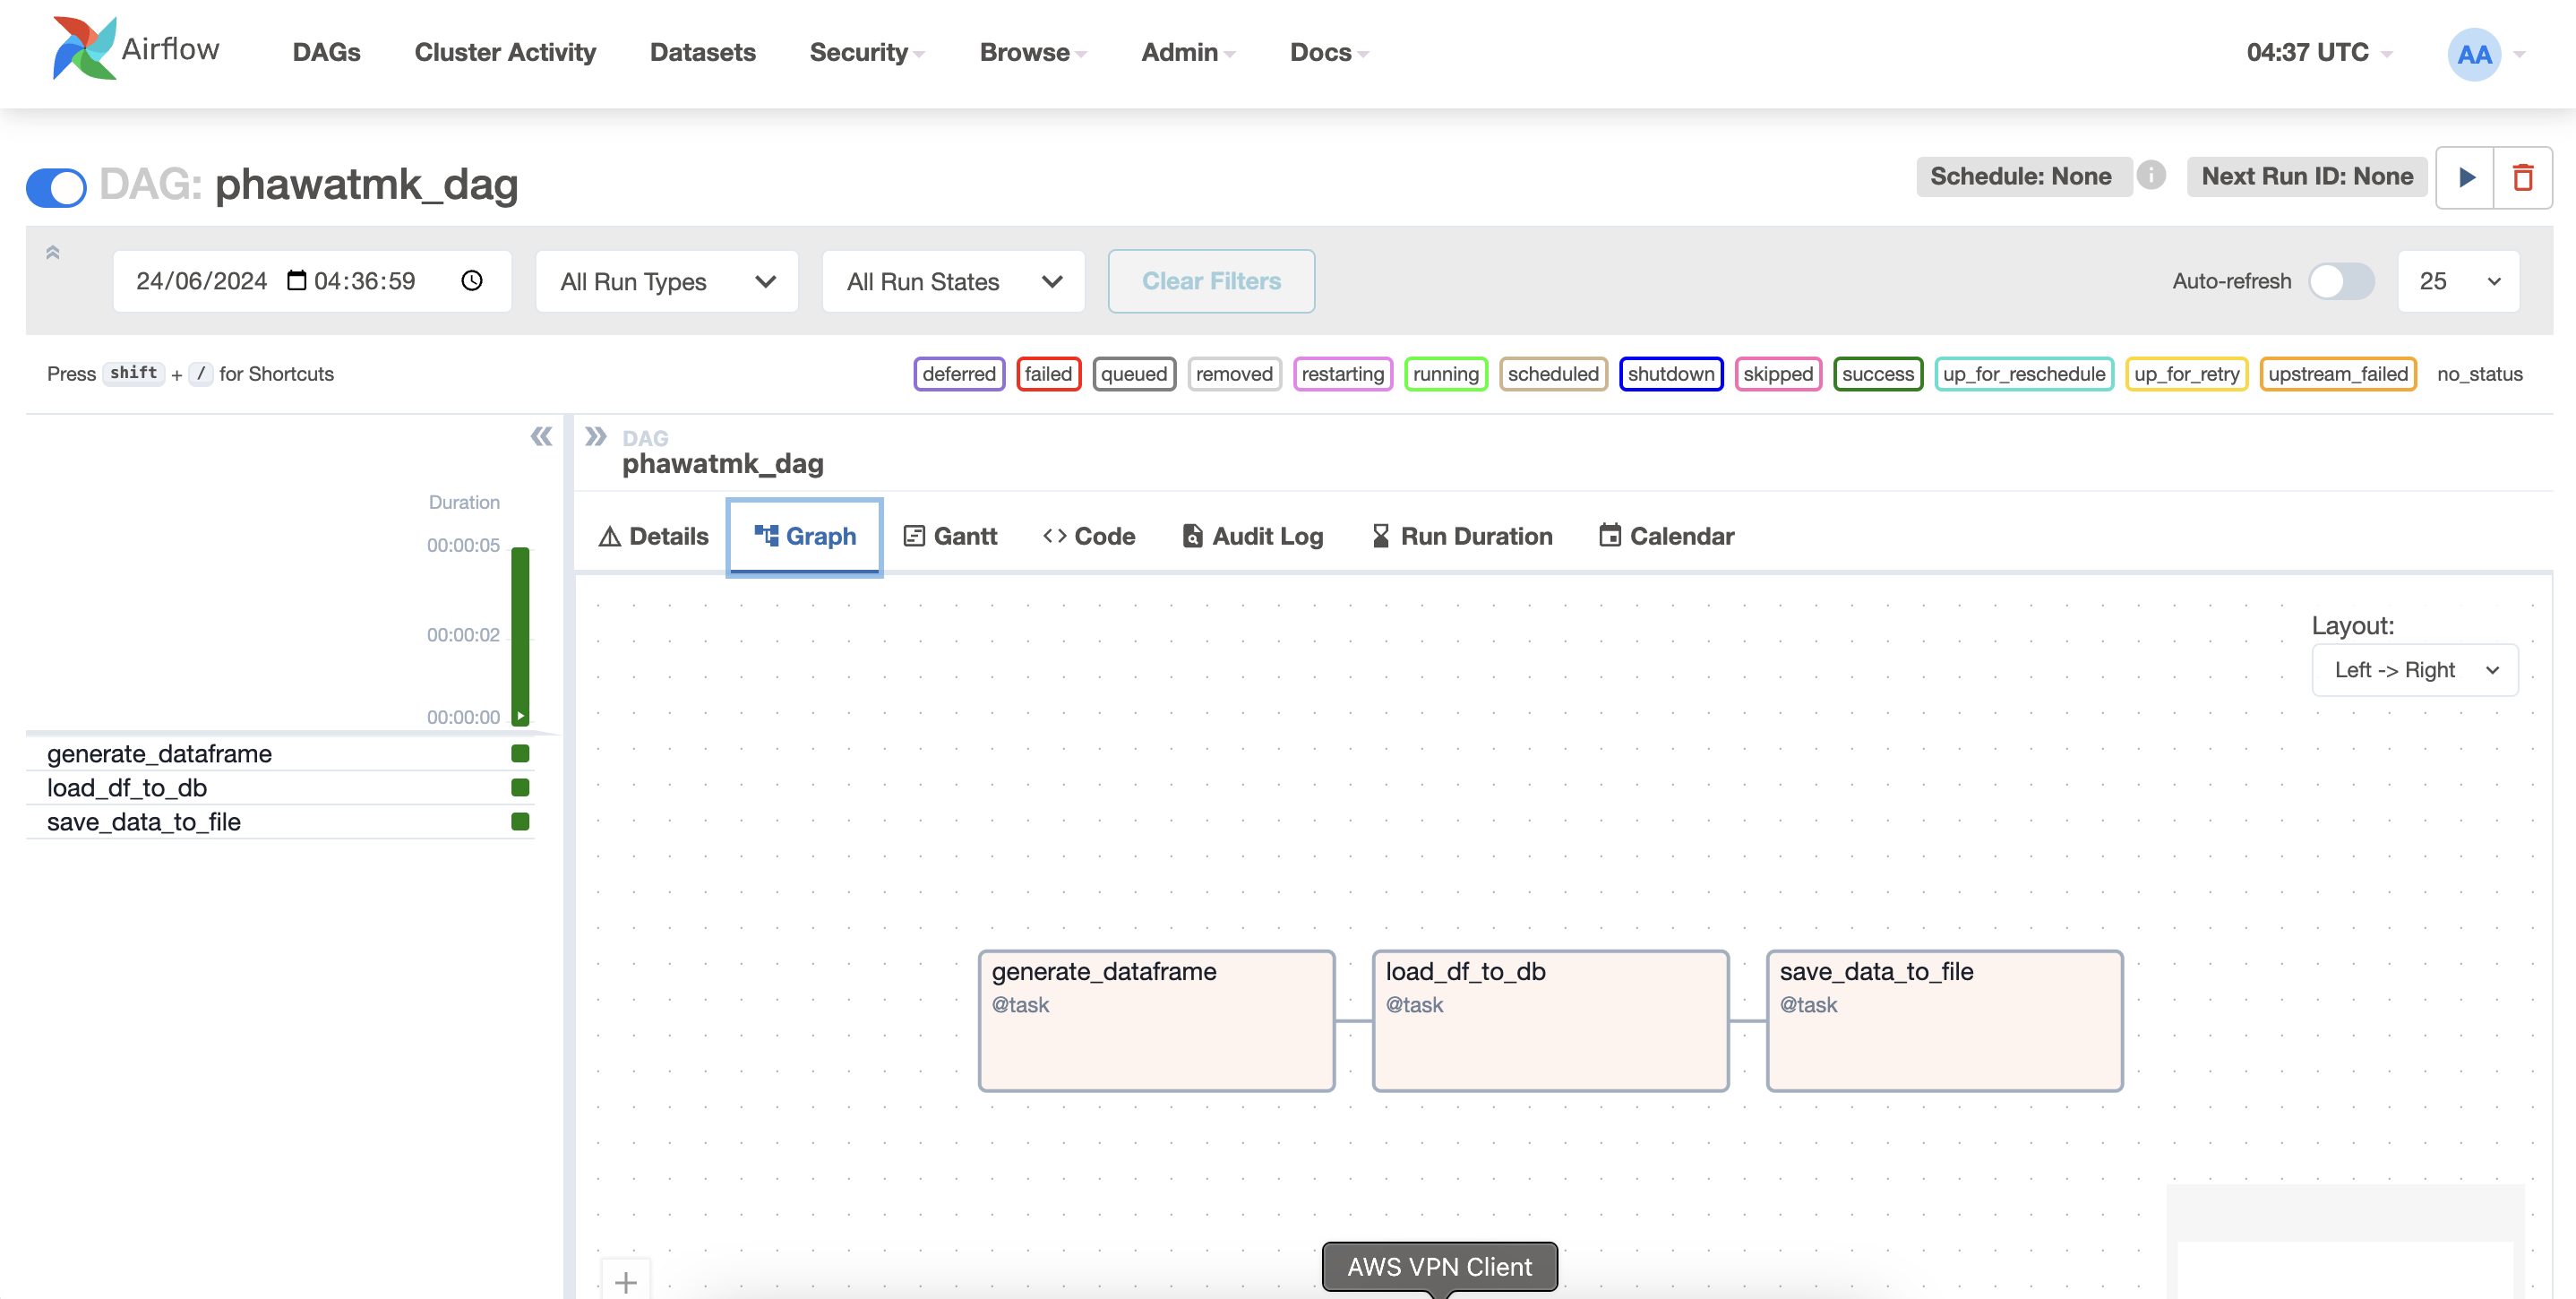 Airflow DAGs Cluster Activity Datasets Security Browse Admin Docs 04:37 UTC AA
DAG: phawatmk_dag Schedule: None i Next Run ID: None
24/06/2024 04:36:59 All Run Types All Run States Clear Filters Auto-refresh 25
Press shift + / for Shortcuts deferred failed queued removed restarting running scheduled shutdown skipped success up_for_reschedule up_for_retry upstream_failed no_status
DAG
phawatmk_dag
Details Graph Gantt <> Code Audit Log Run Duration Calendar
Duration
00:00:05
00:00:02
00:00:00
generate_dataframe
load_df_to_db
save_data_to_file
Layout:
Left -> Right
generate_dataframe
@task
load_df_to_db
@task
save_data_to_file
@task
+
AWS VPN Client